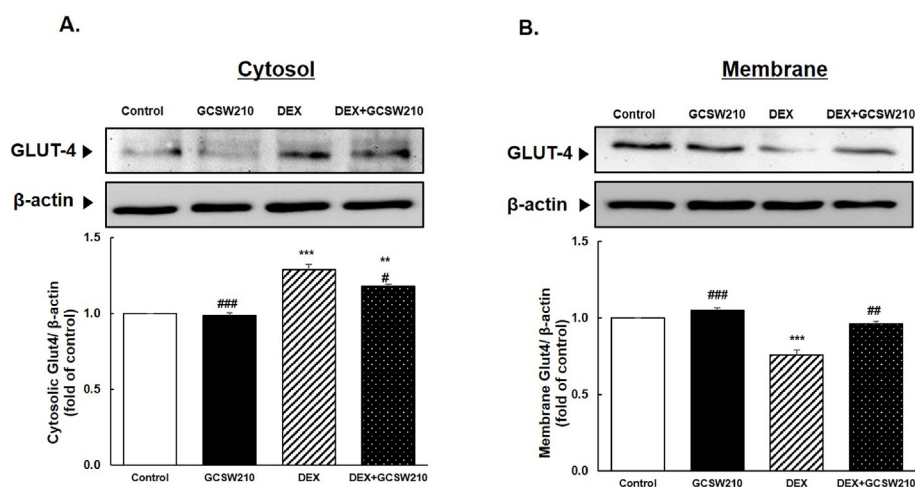 A.
Cytosol
Control GCSW210 DEX DEX+GCSW210
GLUT-4
β-actin
1.5
1.0
0.5
0.0
Cytosolic Glut4/ β-actin
(fold of control)
###
***
**
#
Control GCSW210 DEX DEX+GCSW210
B.
Membrane
Control GCSW210 DEX DEX+GCSW210
GLUT-4
β-actin
1.5
1.0
0.5
0.0
Membrane Glut4/ β-actin
(fold of control)
###
***
##
Control GCSW210 DEX DEX+GCSW210